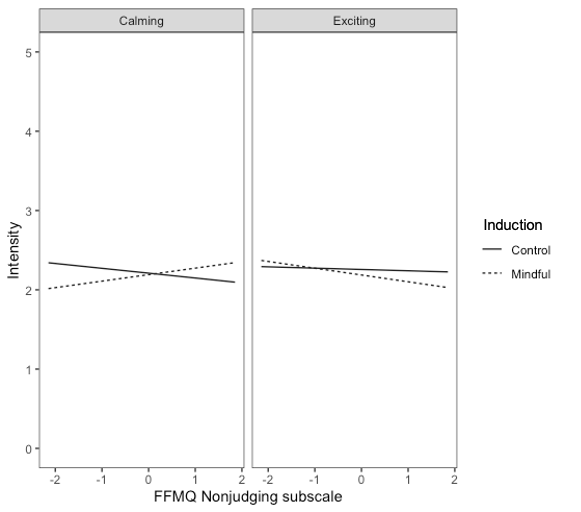 Calming Exciting
5
4
3
2
1
0
Intensity
-2 -1 0 1 2 -2 -1 0 1 2
FFMQ Nonjudging subscale
Induction
Control
Mindful